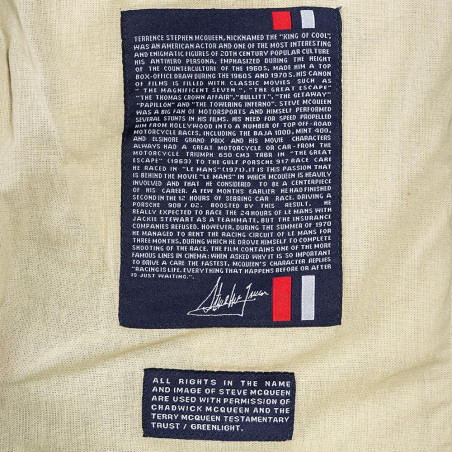 TERRENCE STEPHEN MCQUEEN, NICKNAMED THE "KING OF COOL",
WAS AN AMERICAN ACTOR AND ONE OF THE MOST INTERESTING
AND ENIGMATIC FIGURES OF 20TH CENTURY POPULAR CULTURE
HIS ANTIHERO PERSONA, EMPHASIZED DURING THE HEIGHT
OF THE COUNTERCULTURE OF THE 1960S, MADE HIM A TOP
BOX-OFFICE DRAW DURING THE 1960S AND 1970S. HIS CANON
OF FILMS IS FILLED WITH CLASSIC MOVIES SUCH AS
" THE MAGNIFICENT SEVEN ", "THE GREAT ESCAPE"
"THE THOMAS CROWN AFFAIR", "BULLITT", "THE GETAWAY"
"PAPILLON" AND "THE TOWERING INFERNO". STEVE MCQUEEN
WAS A BIG FAN OF MOTORSPORTS AND HIMSELF PERFORMED
SEVERAL STUNTS IN HIS FILMS. HIS NEED FOR SPEED PROPELLED
HIM FROM HOLLYWOOD INTO A NUMBER OF TOP OFF-ROAD
MOTORCYCLE RACES, INCLUDING THE BAJA 1000, MINT 400,
AND ELSINORE GRAND PRIX AND HIS MOVIE CHARACTERS
ALWAYS HAD A GREAT MOTORCYCLE OR CAR-FROM THE
MOTORCYCLE TRIUMPH 650 CM3 TR6R IN "THE GREAT
ESCAPE" (1963) TO THE GULF PORSCHE 917 RACE CAR
HE RACED IN "LE MANS" (1971). IT IS THIS PASSION THAT
IS BEHIND THE MOVIE "LE MANS" IN WHICH MCQUEEN IS HEAVILY
INVOLVED AND THAT HE CONSIDERED TO BE A CENTERPIECE
OF HIS CAREER. A FEW MONTHS EARLIER HE HAD FINISHED
SECOND IN THE 12 HOURS OF SEBRING CAR RACE. DRIVING A
PORSCHE 908 / 02. BOOSTED BY THIS RESULT, HE
REALLY EXPECTED TO RACE THE 24 HOURS OF LE MANS WITH
JACKIE STEWART AS A TEAMMATE. BUT THE INSURANCE
COMPANIES REFUSED. HOWEVER, DURING THE SUMMER OF 1970
HE MANAGED TO RENT THE RACING CIRCUIT OF LE MANS FOR
THREE MONTHS, DURING WHICH HE DROVE HIMSELF TO COMPLETE
SHOOTING OF THE RACE. THE FILM CONTAINS ONE OF THE MORE
FAMOUS LINES IN CINEMA: WHEN ASKED WHY IT IS SO IMPORTANT
TO DRIVE A CARE THE FASTEST, MCQUEEN'S CHARACTER REPLIES
"RACING IS LIFE. EVERYTHING THAT HAPPENS BEFORE OR AFTER
IS JUST WAITING.".
ALL RIGHTS IN THE NAME
AND IMAGE OF STEVE MCQUEEN
ARE USED WITH PERMISSION OF
CHADWICK MCQUEEN AND THE
TERRY MCQUEEN TESTAMENTARY
TRUST / GREENLIGHT.